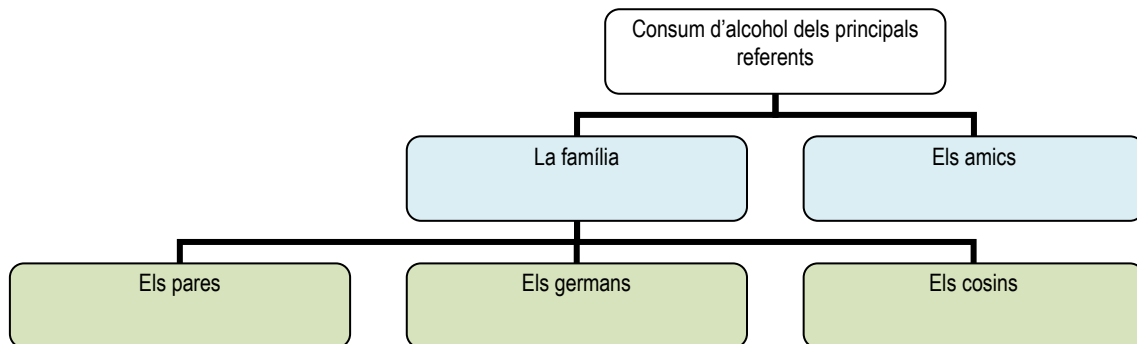 Consum d’alcohol dels principals
referents
La família
Els amics
Els pares
Els germans
Els cosins